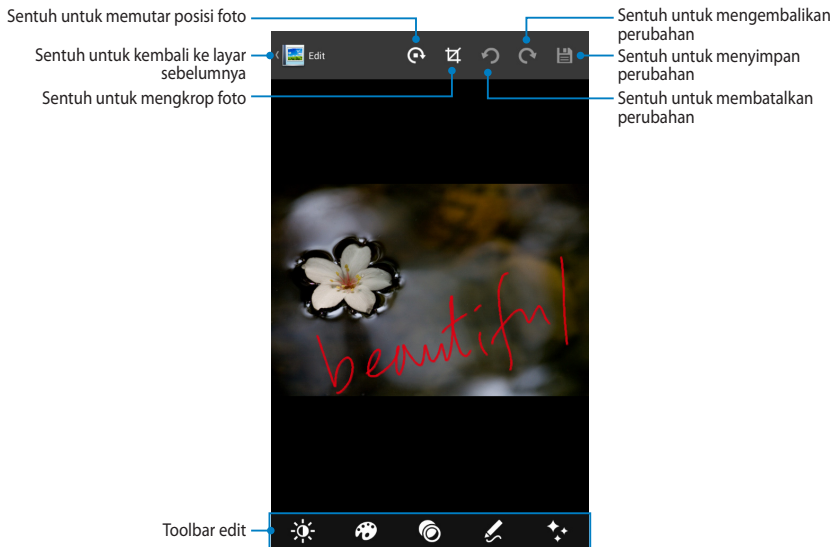 Sentuh untuk memutar posisi foto
Sentuh untuk kembali ke layar
sebelumnya
Sentuh untuk mengkrop foto
Sentuh untuk mengembalikan
perubahan
Sentuh untuk menyimpan
perubahan
Sentuh untuk membatalkan
perubahan
Edit
beautiful
Toolbar edit